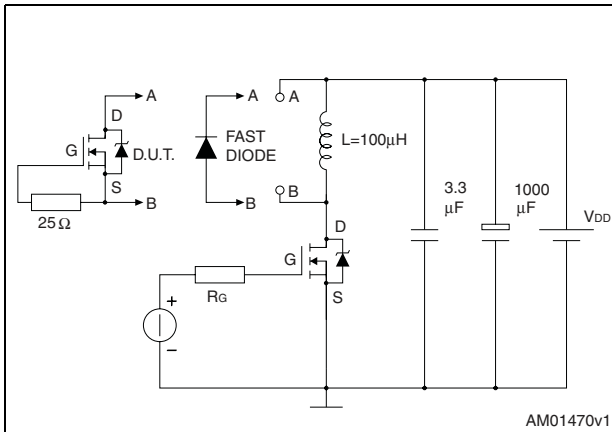 A
A
A
D
G
D.U.T.
S
B
25 Ω
FAST
DIODE
B
L=100µH
B
D
G
S
RG
+
–
3.3
µF
1000
µF
VDD
AM01470v1